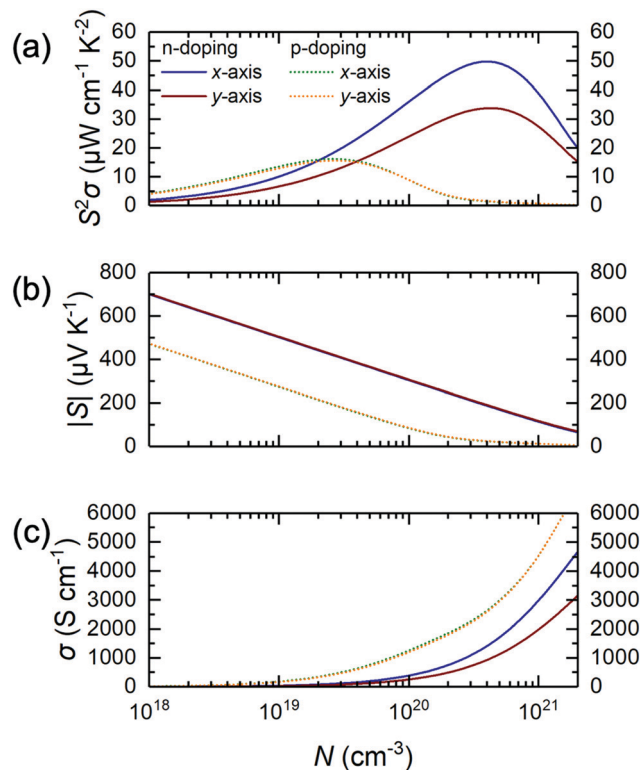 (a)
60 60
50 50
40 40
30 30
20 20
10 10
0 0
S²σ (µW cm⁻¹ K⁻²)
n-doping p-doping
x-axis x-axis
y-axis y-axis
(b)
800 800
600 600
400 400
200 200
0 0
|S| (µV K⁻¹)
(c)
6000 6000
5000 5000
4000 4000
3000 3000
2000 2000
1000 1000
0 0
σ (S cm⁻¹)
10¹⁸ 10¹⁹ 10²⁰ 10²¹
N (cm⁻³)